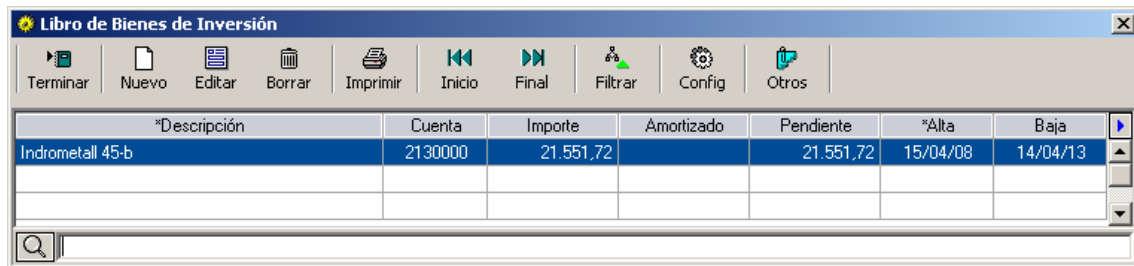 Libro de Bienes de Inversión
Terminar Nuevo Editar Borrar Imprimir Inicio Final Filtrar Config Otros
*Descripción Cuenta Importe Amortizado Pendiente *Alta Baja
Indrometall 45-b 2130000 21.551,72 21.551,72 15/04/08 14/04/13